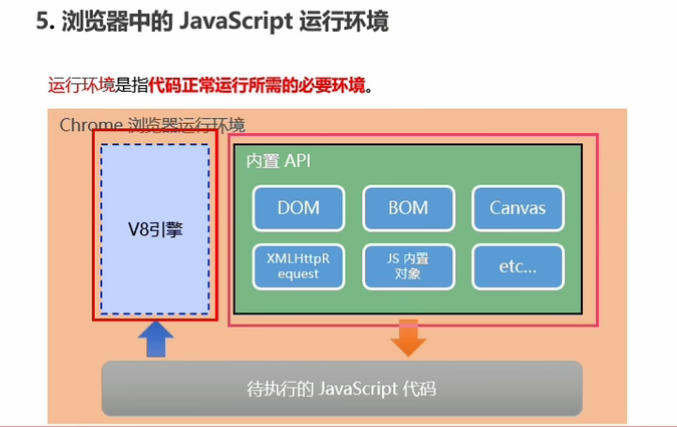 5. 浏览器中的 JavaScript 运行环境
运行环境是指代码正常运行所需的必要环境。
Chrome 浏览器运行环境
V8引擎
内置 API
DOM
BOM
Canvas
XMLHttpR
equest
JS 内置
对象
etc...
待执行的 JavaScript 代码